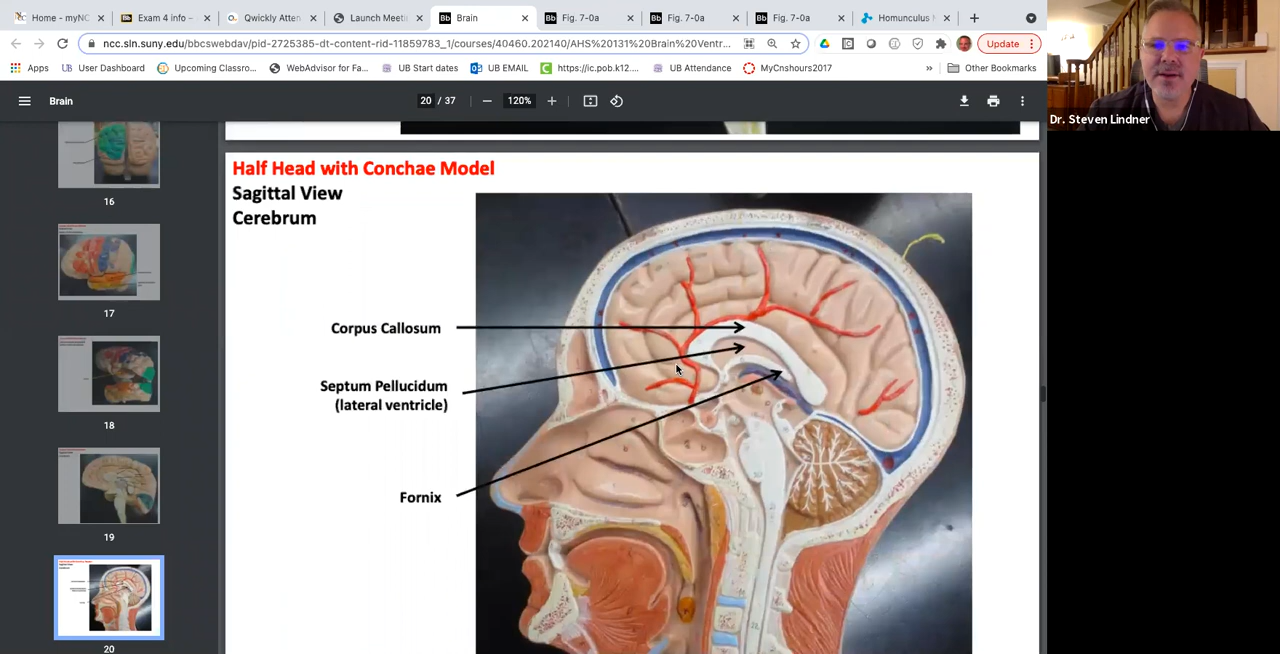 Home - myNC
Exam 4 info –
Qwickly Atten
Launch Meeti
Brain
Fig. 7-0a
Fig. 7-0a
Fig. 7-0a
Homunculus
ncc.sln.suny.edu/bbcswebdav/pid-2725385-dt-content-rid-11859783_1/courses/40460.202140/AHS%20131%20Brain%20Ventr...
Update
Apps
User Dashboard
Upcoming Classro...
WebAdvisor for Fa...
UB Start dates
UB EMAIL
https://ic.pob.k12....
UB Attendance
MyCnshours2017
»
Other Bookmarks
Brain
20 / 37
120%
Dr. Steven Lindner
16
17
18
19
20
Half Head with Conchae Model
Sagittal View
Cerebrum
Corpus Callosum
Septum Pellucidum
(lateral ventricle)
Fornix